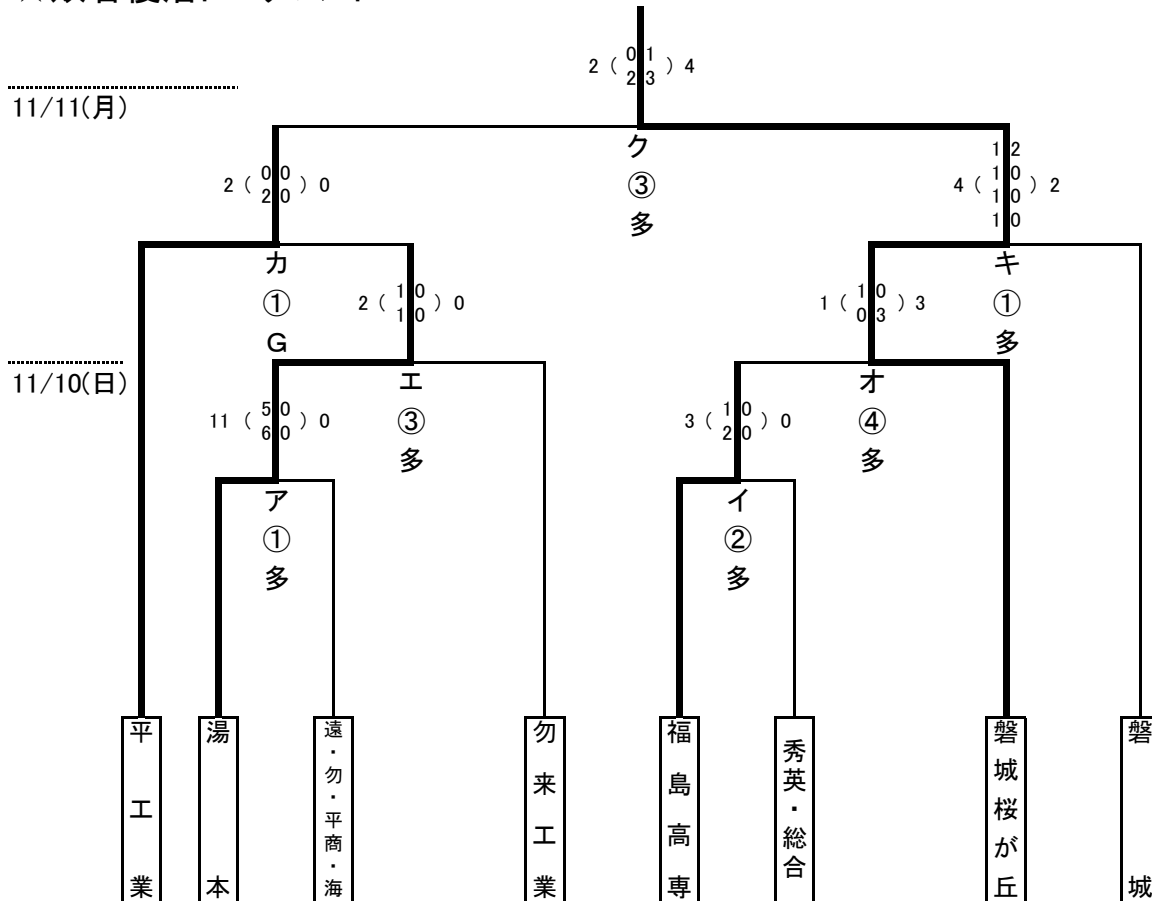 2 ( 0 1 ) 4
2 3
11/11(月)
ク
③
多
2 ( 0 0 ) 0
2 0
1 2
4 ( 1 0 ) 2
1 0
1 0
カ
①
G
2 ( 1 0 ) 0
1 0
1 ( 1 0 ) 3
0 3
キ
①
多
11/10(日)
エ
③
多
オ
④
多
11 ( 5 0 ) 0
6 0
3 ( 1 0 ) 0
2 0
ア
①
多
イ
②
多
平工業
湯本
遠・勿・平商・海
勿来工業
福島高専
秀英・総合
磐城桜が丘
磐城